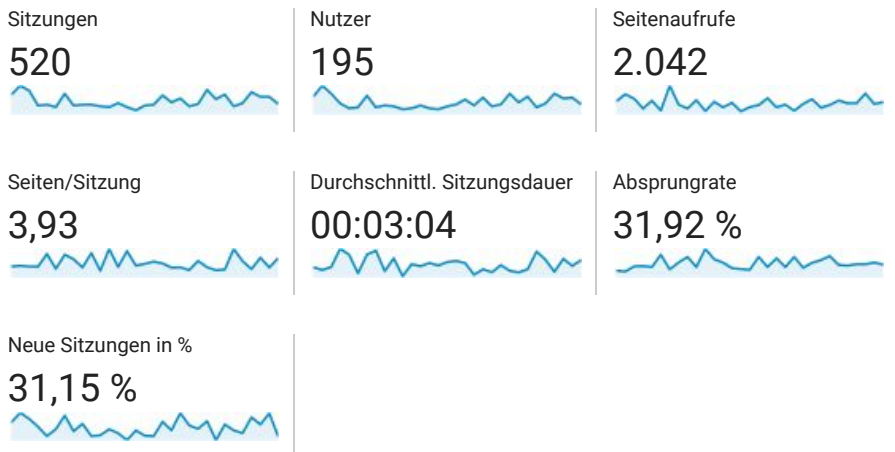 Sitzungen
520
Nutzer
195
Seitenaufrufe
2.042
Seiten/Sitzung
3,93
Durchschnittl. Sitzungsdauer
00:03:04
Absprungrate
31,92 %
Neue Sitzungen in %
31,15 %